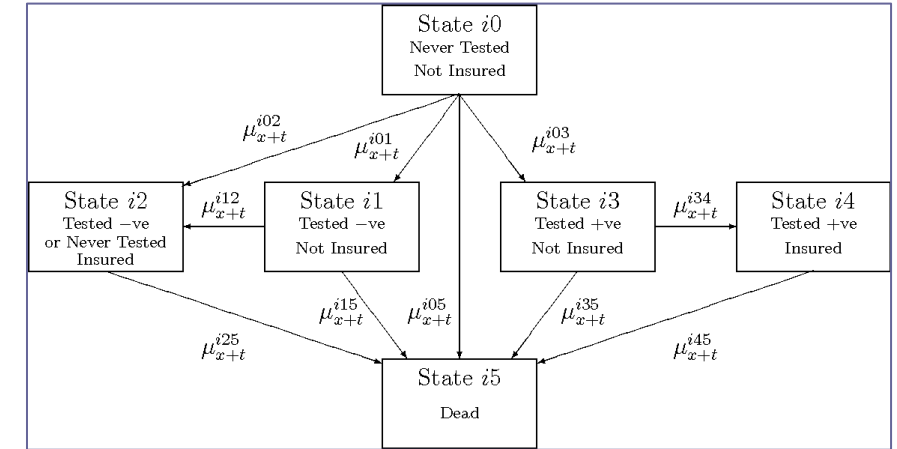 State i0
Never Tested
Not Insured
μ^{i02}_{x+t}
μ^{i01}_{x+t}
μ^{i03}_{x+t}
State i2
Tested −ve
or Never Tested
Insured
μ^{i12}_{x+t}
State i1
Tested −ve
Not Insured
State i3
Tested +ve
Not Insured
μ^{i34}_{x+t}
State i4
Tested +ve
Insured
μ^{i25}_{x+t}
μ^{i15}_{x+t}
μ^{i05}_{x+t}
μ^{i35}_{x+t}
μ^{i45}_{x+t}
State i5
Dead